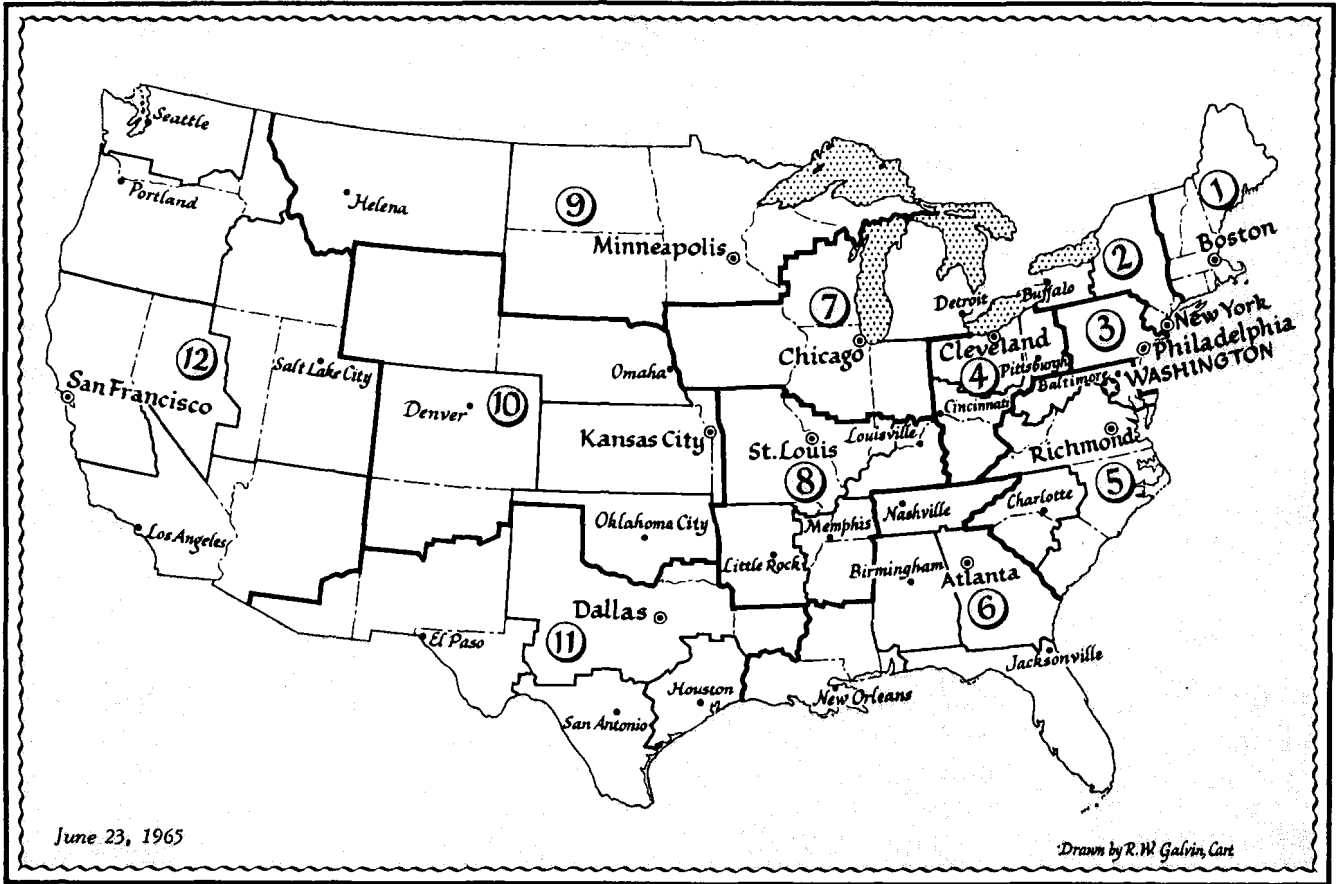 Seattle
Portland
Helena
9
Minneapolis
1
Boston
2
Detroit
Buffalo
7
Chicago
Cleveland
Pittsburgh
4
Cincinnati
3
New York
Philadelphia
WASHINGTON
Baltimore
12
San Francisco
Salt Lake City
Omaha
Denver
10
Kansas City
St. Louis
Louisville
8
Richmond
5
Los Angeles
Oklahoma City
Memphis
Nashville
Charlotte
Little Rock
Birmingham
Atlanta
6
Dallas
11
El Paso
Jacksonville
Houston
New Orleans
San Antonio
June 23, 1965
Drawn by R.W. Galvin, Cart